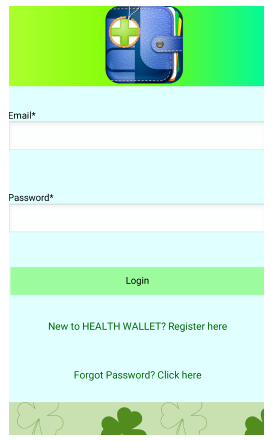 Email*
Password*
Login
New to HEALTH WALLET? Register here
Forgot Password? Click here